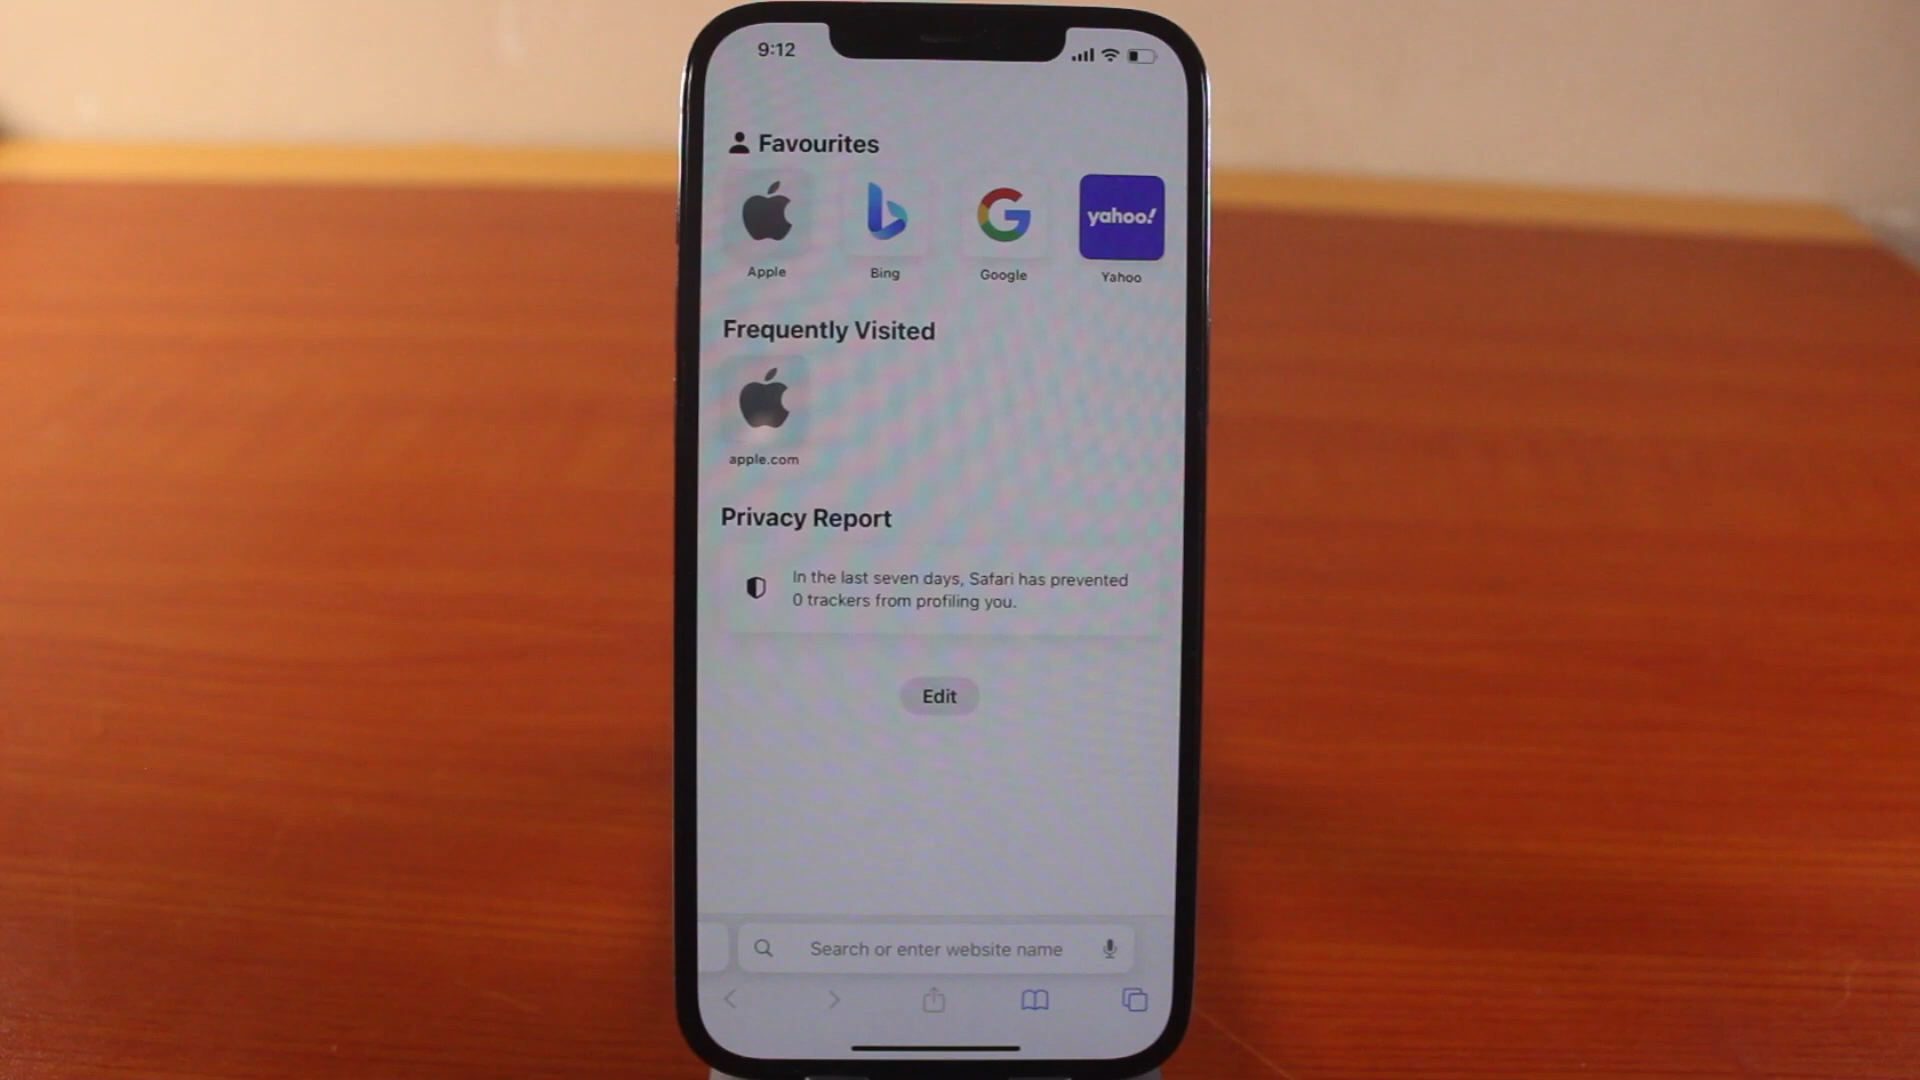 9:12
Favourites
yahoo!
Apple
Bing
Google
Yahoo
Frequently Visited
apple.com
Privacy Report
In the last seven days, Safari has prevented
0 trackers from profiling you.
Edit
Search or enter website name